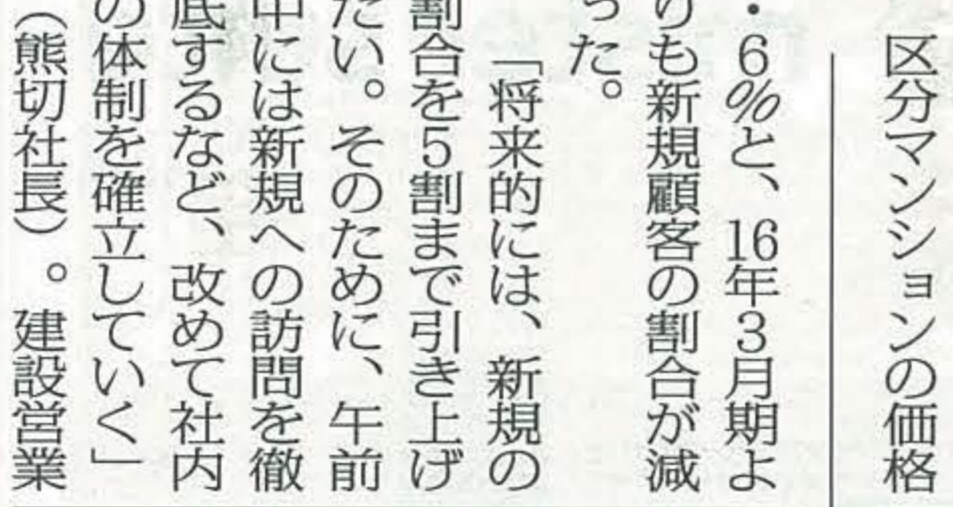 区分マンションの価格
・6%と、16年3月期よ
りも新規顧客の割合が減
った。
「将来的には、新規の
割合を5割まで引き上げ
たい。そのために、午前
中には新規への訪問を徹
底するなど、改めて社内
の体制を確立していく」
(熊切社長)。建設営業